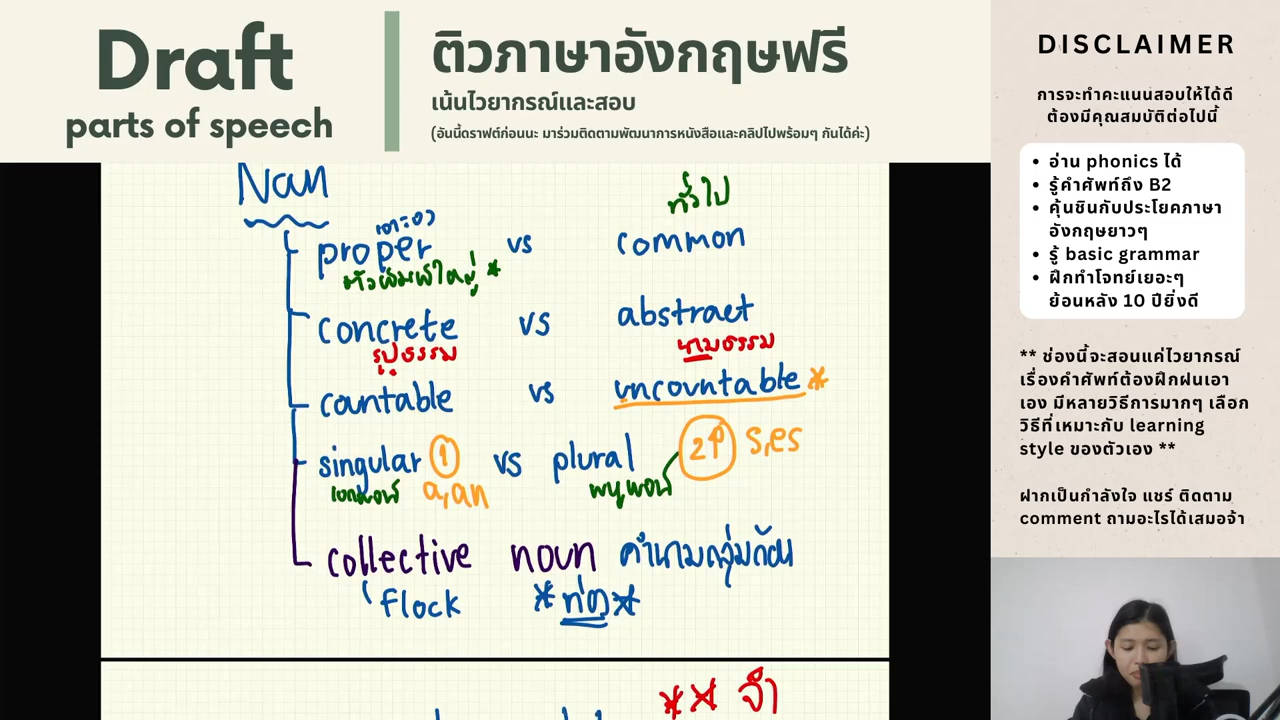 Draft
parts of speech
ติวภาษาอังกฤษฟรี
เน้นไวยากรณ์และสอบ
(อันนี้ดราฟต์ก่อนนะ มาร่วมติดตามพัฒนาการหนังสือและคลิปไปพร้อมๆ กันได้ค่ะ)
Noun
เจาะจง ทั่วไป
proper vs common
ตัวพิมพ์ใหญ่ *
concrete vs abstract
รูปธรรม นามธรรม
countable vs uncountable *
singular 1 vs plural 2↑ s,es
เอกพจน์ a,an พหูพจน์
collective noun คำนามกลุ่มก้อน
flock * ท่อง *
** จำ
DISCLAIMER
การจะทำคะแนนสอบให้ได้ดี
ต้องมีคุณสมบัติต่อไปนี้
• อ่าน phonics ได้
• รู้คำศัพท์ถึง B2
• คุ้นชินกับประโยคภาษา
อังกฤษยาวๆ
• รู้ basic grammar
• ฝึกทำโจทย์เยอะๆ
ย้อนหลัง 10 ปียิ่งดี
** ช่องนี้จะสอนแค่ไวยากรณ์
เรื่องคำศัพท์ต้องฝึกฝนเอา
เอง มีหลายวิธีการมากๆ เลือก
วิธีที่เหมาะกับ learning
style ของตัวเอง **
ฝากเป็นกำลังใจ แชร์ ติดตาม
comment ถามอะไรได้เสมอจ้า